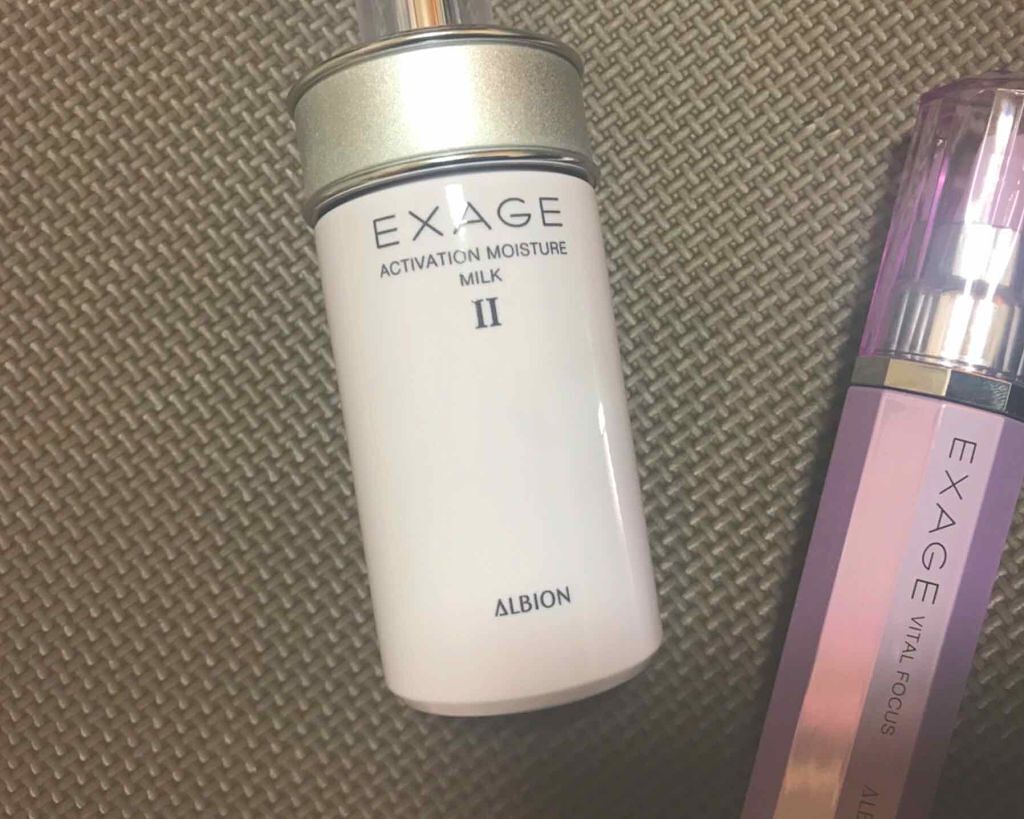 EXAGE
ACTIVATION MOISTURE
MILK
II
ALBION
EXAGE VITAL FOCUS